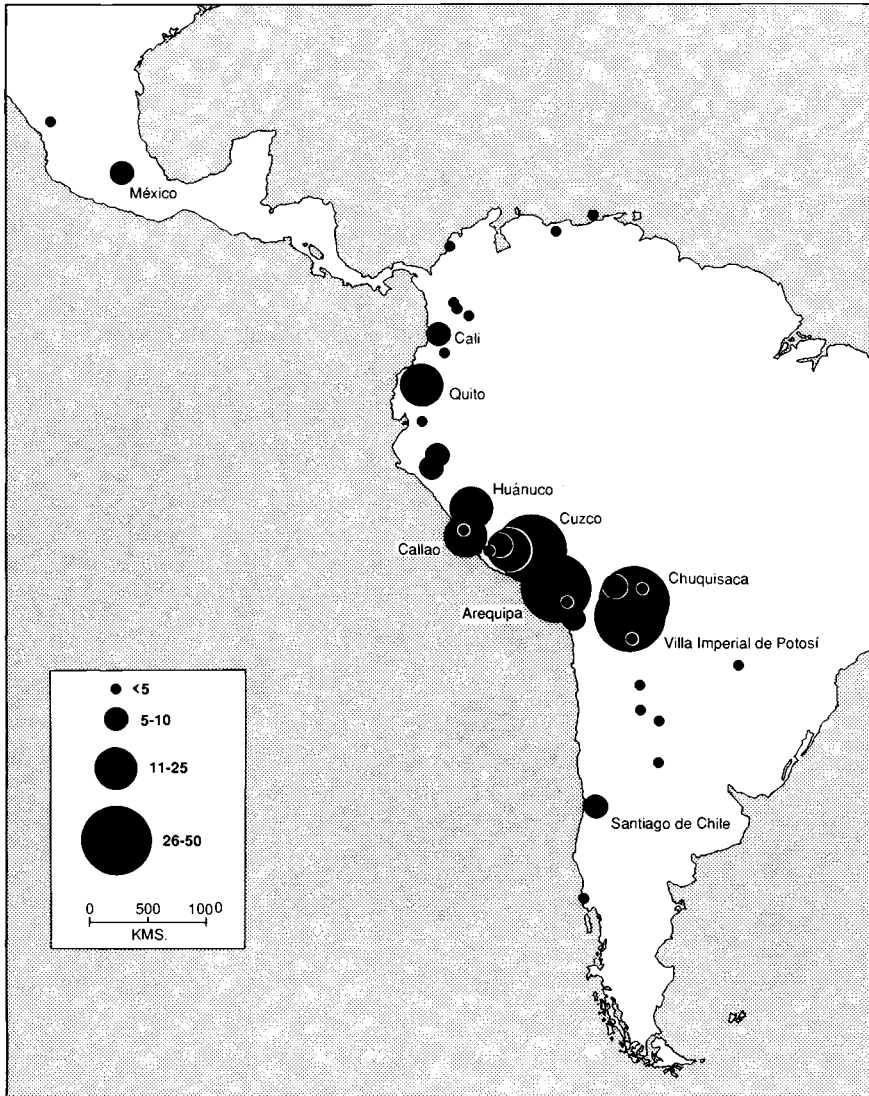 México
Cali
Quito
Huánuco
Cuzco
Callao
Chuquisaca
Arequipa
Villa Imperial de Potosí
Santiago de Chile
<5
5-10
11-25
26-50
0 500 1000
KMS.